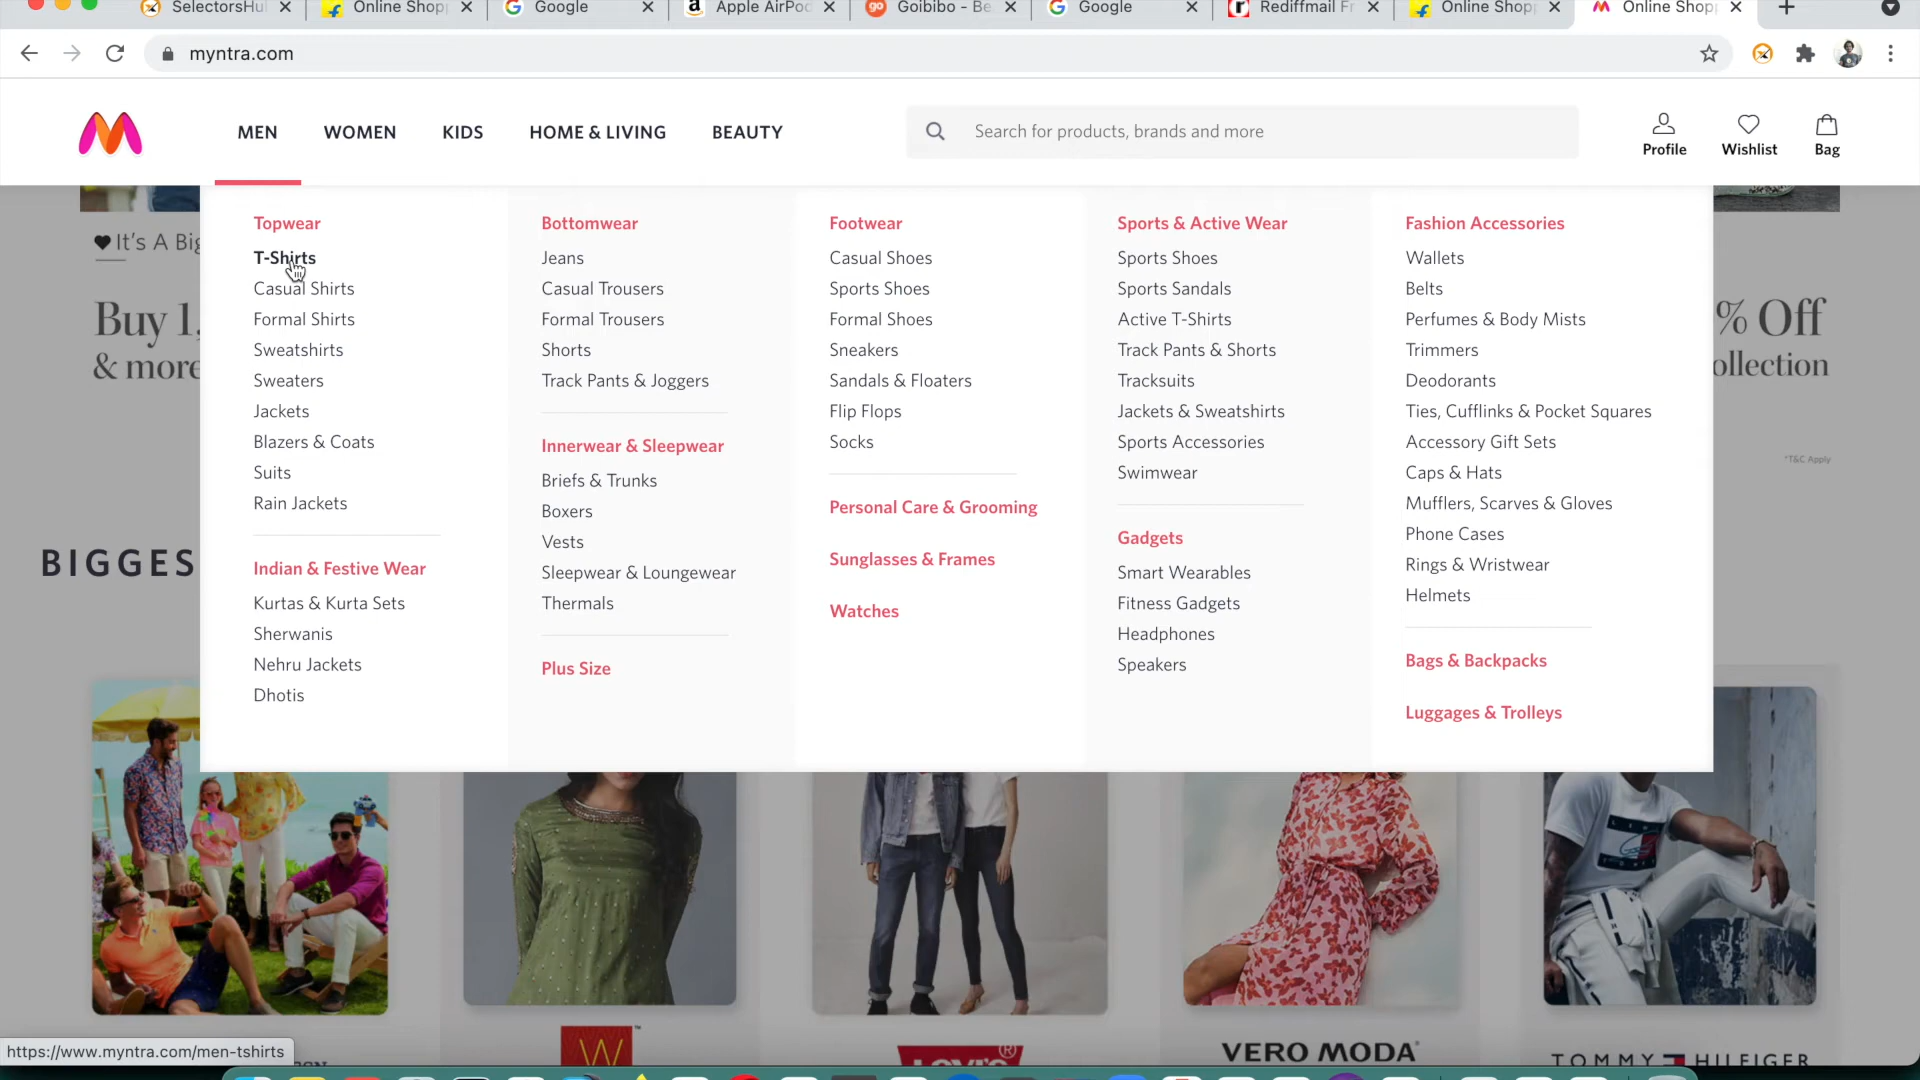 SelectorsHu
Online Shop
Google
Apple AirPo
Goibibo - Be
Google
Rediffmail Fr
Online Shop
Online Shop
myntra.com
MEN
WOMEN
KIDS
HOME & LIVING
BEAUTY
Search for products, brands and more
Profile
Wishlist
Bag
It's A Big
Buy 1,
& more
Topwear
T-Shirts
Casual Shirts
Formal Shirts
Sweatshirts
Sweaters
Jackets
Blazers & Coats
Suits
Rain Jackets
Indian & Festive Wear
Kurtas & Kurta Sets
Sherwanis
Nehru Jackets
Dhotis
Bottomwear
Jeans
Casual Trousers
Formal Trousers
Shorts
Track Pants & Joggers
Innerwear & Sleepwear
Briefs & Trunks
Boxers
Vests
Sleepwear & Loungewear
Thermals
Plus Size
Footwear
Casual Shoes
Sports Shoes
Formal Shoes
Sneakers
Sandals & Floaters
Flip Flops
Socks
Personal Care & Grooming
Sunglasses & Frames
Watches
Sports & Active Wear
Sports Shoes
Sports Sandals
Active T-Shirts
Track Pants & Shorts
Tracksuits
Jackets & Sweatshirts
Sports Accessories
Swimwear
Gadgets
Smart Wearables
Fitness Gadgets
Headphones
Speakers
Fashion Accessories
Wallets
Belts
Perfumes & Body Mists
Trimmers
Deodorants
Ties, Cufflinks & Pocket Squares
Accessory Gift Sets
Caps & Hats
Mufflers, Scarves & Gloves
Phone Cases
Rings & Wristwear
Helmets
Bags & Backpacks
Luggages & Trolleys
% Off
ollection
*T&C Apply
BIGGES
W
Levi's
VERO MODA
TOMMY HILFIGER
https://www.myntra.com/men-tshirts